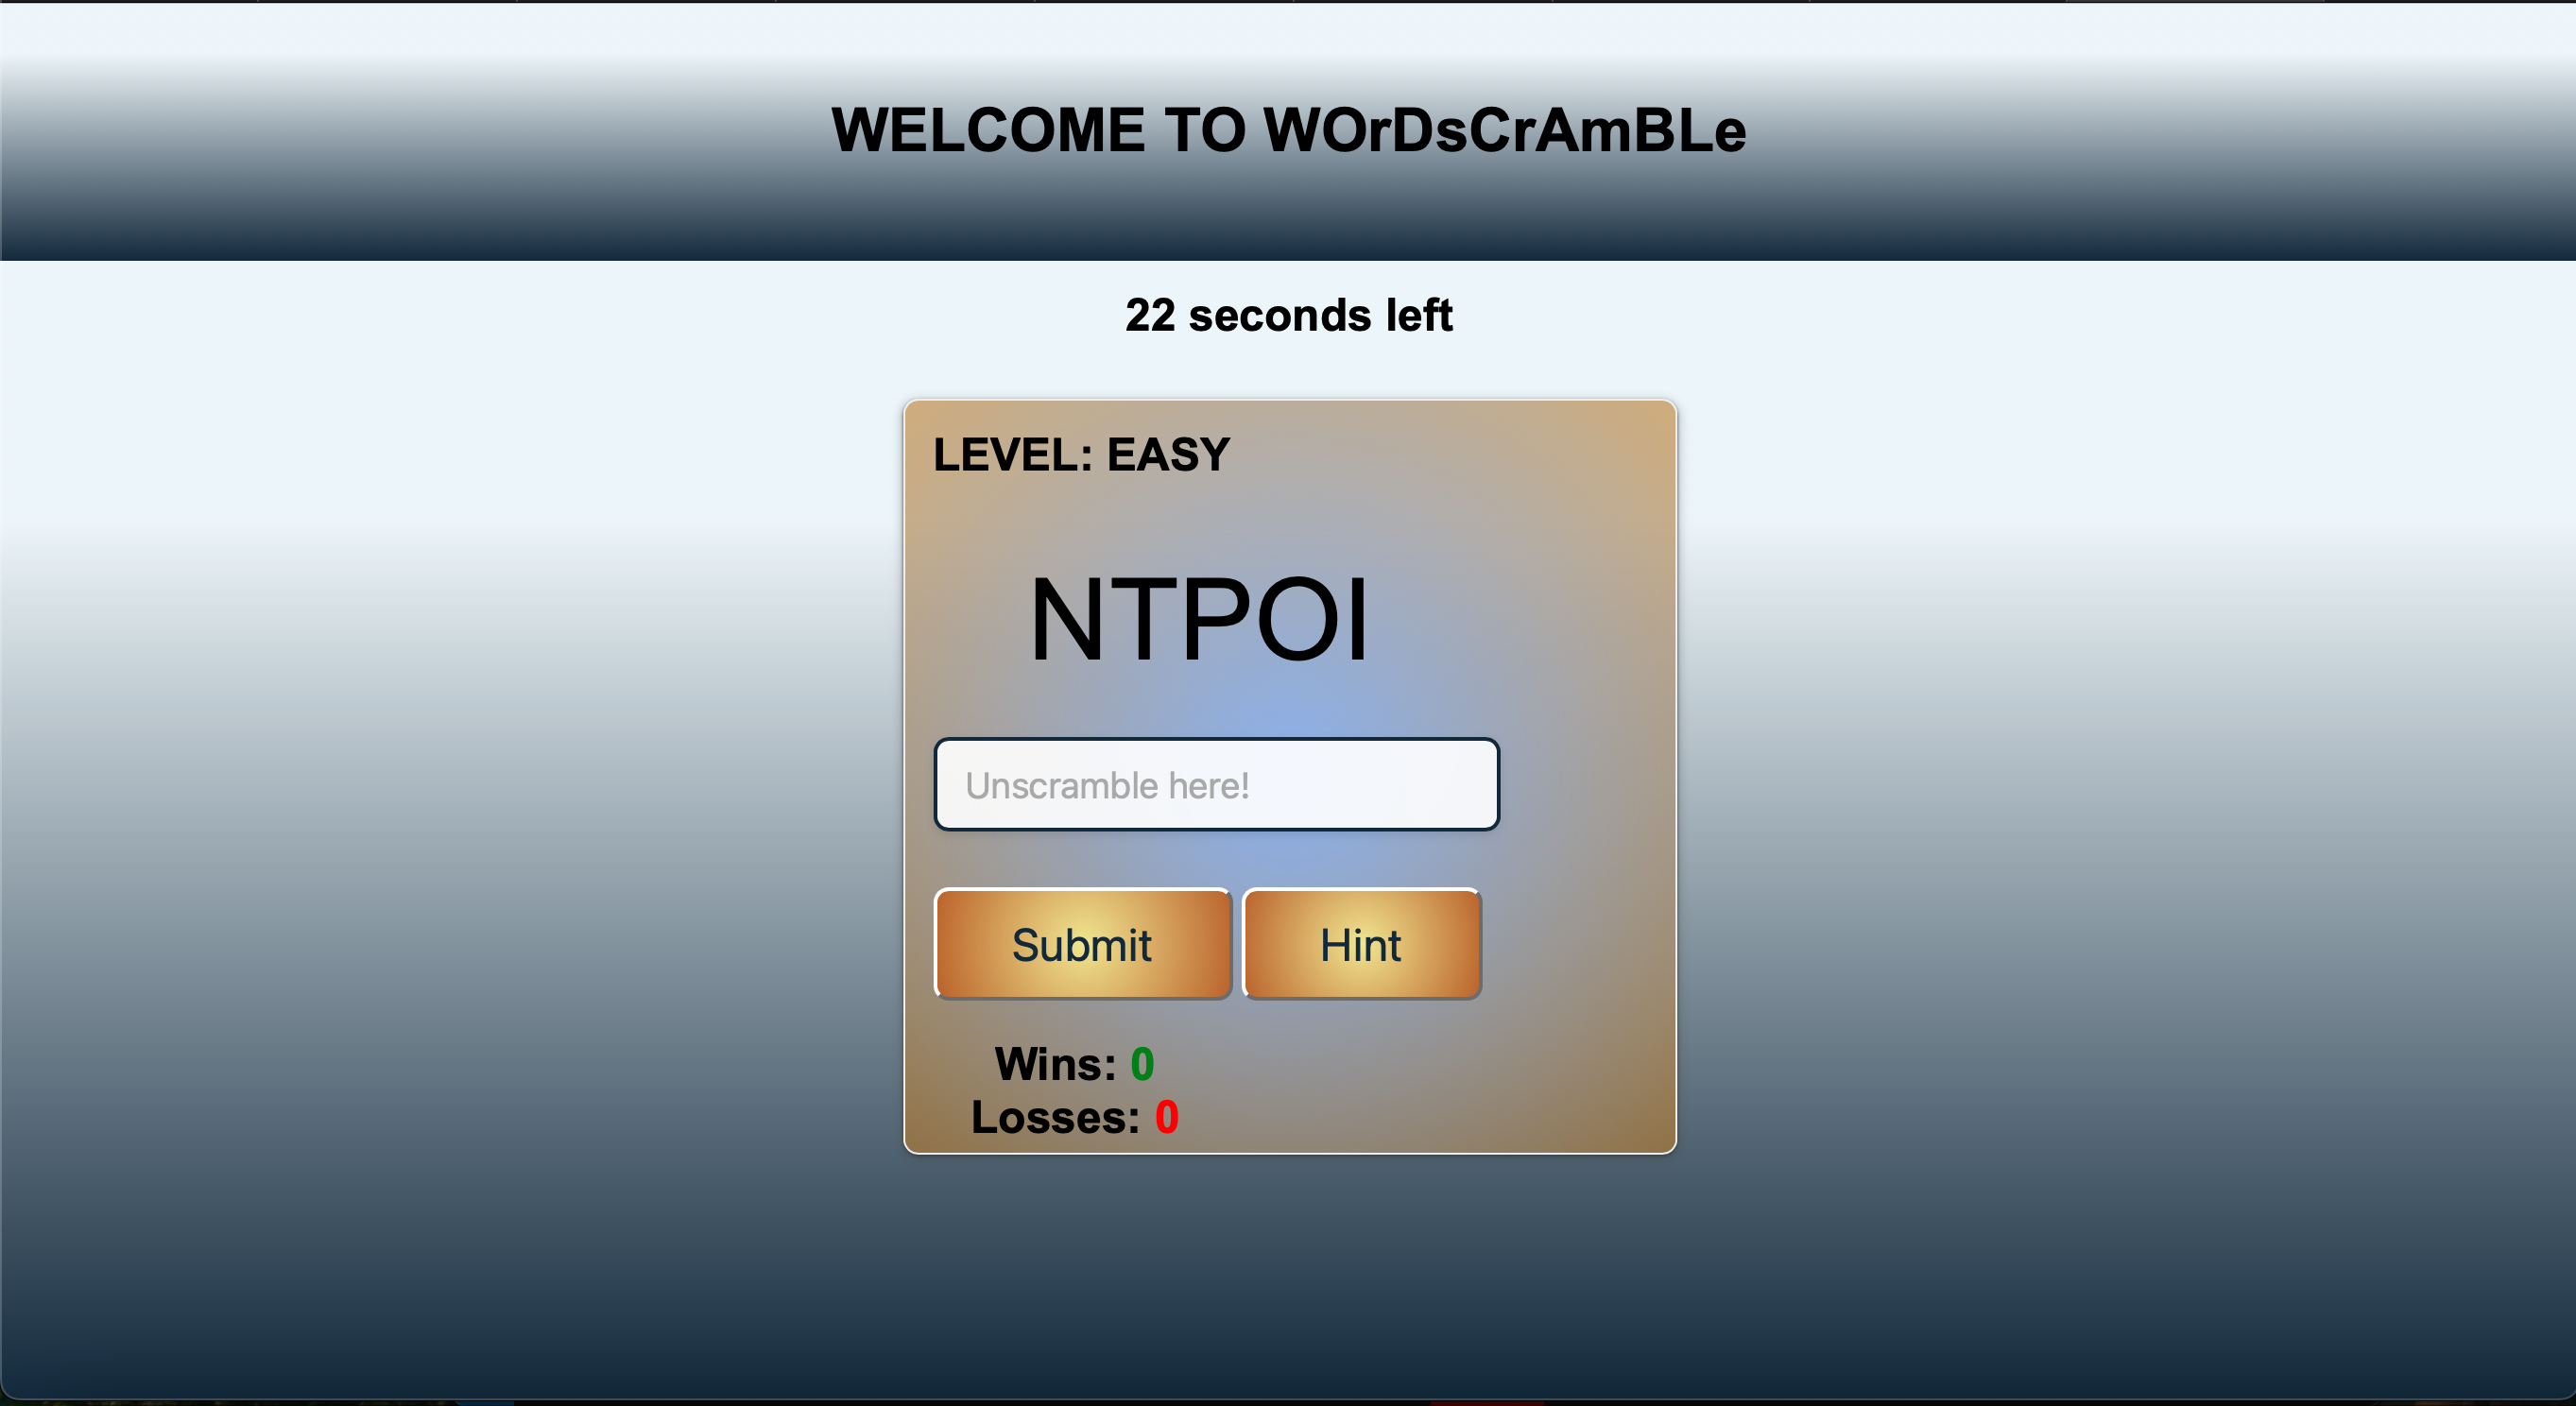 WELCOME TO WOrDsCrAmBLe
22 seconds left
LEVEL: EASY
NTPOI
Unscramble here!
Submit Hint
Wins: 0
Losses: 0